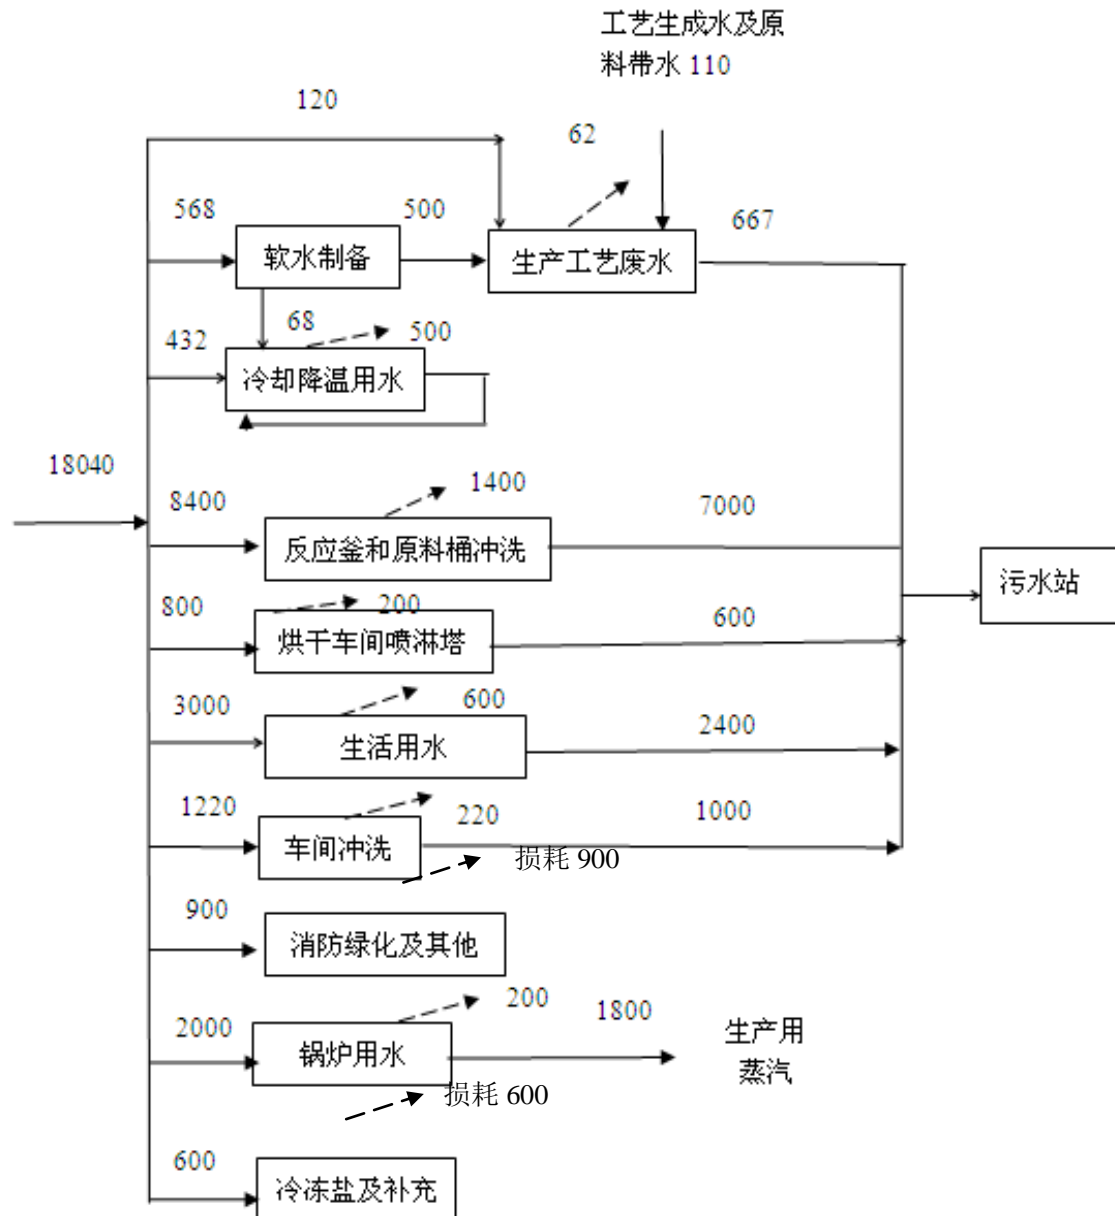 工艺生成水及原
料带水 110
120
62
568
500
667
软水制备
生产工艺废水
68
500
432
冷却降温用水
18040
8400
1400
7000
反应釜和原料桶冲洗
污水站
800
200
600
烘干车间喷淋塔
3000
600
2400
生活用水
1220
220
1000
车间冲洗
损耗 900
900
消防绿化及其他
200
1800
2000
锅炉用水
生产用
蒸汽
损耗 600
600
冷冻盐及补充